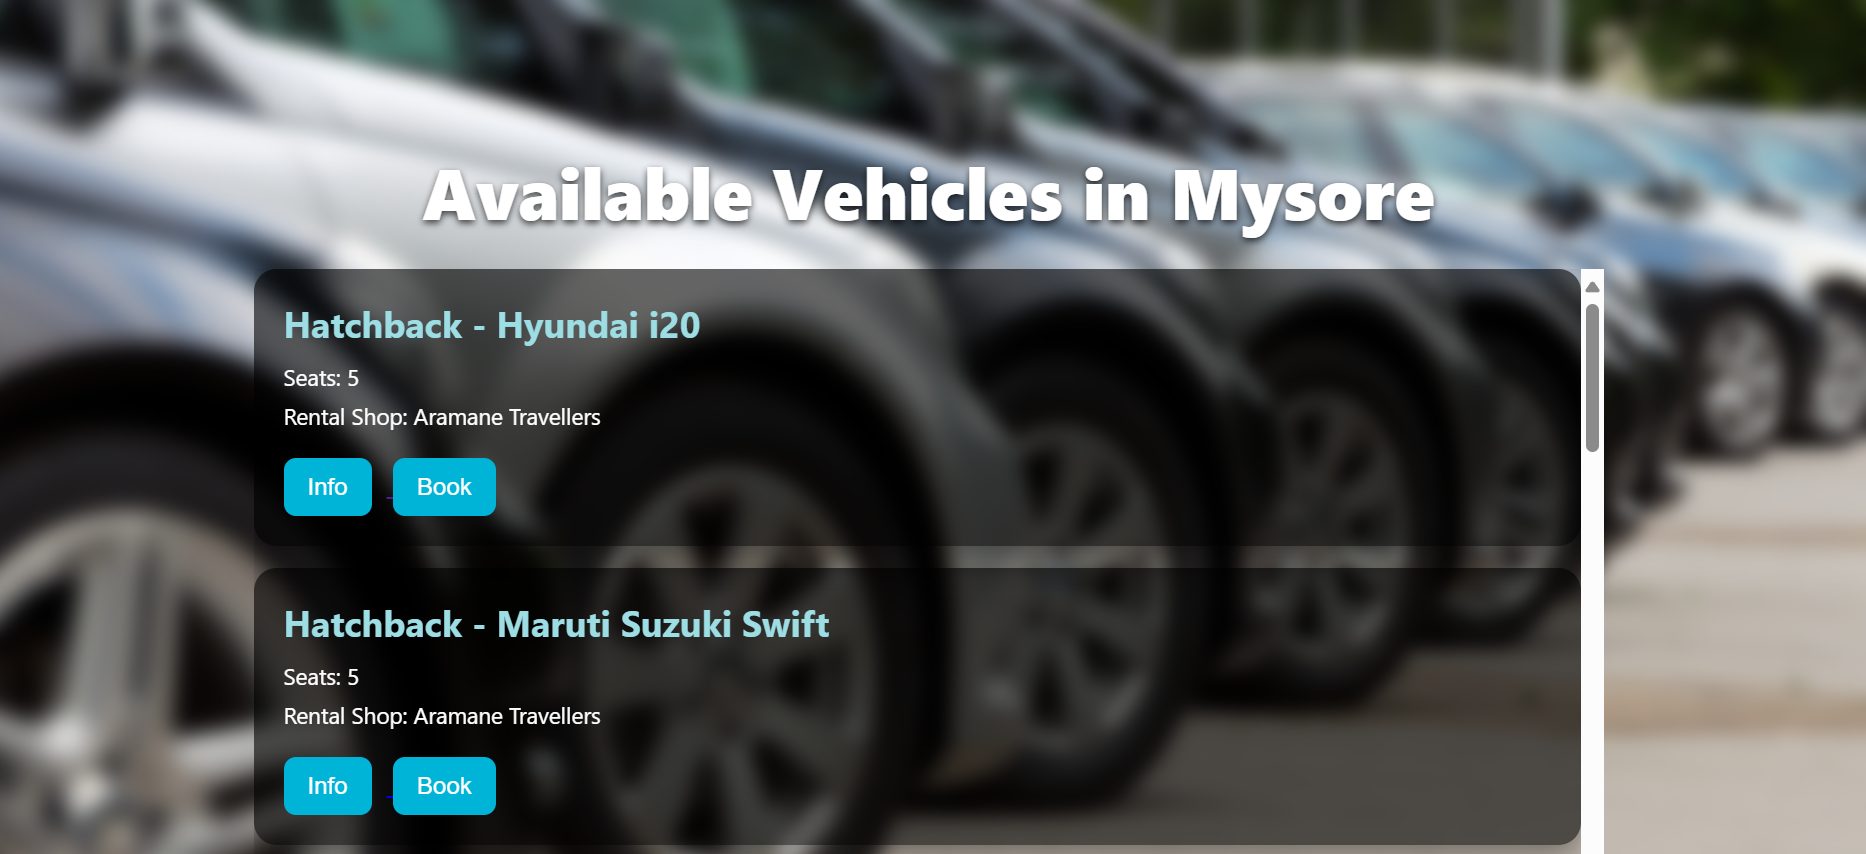 Available Vehicles in Mysore
Hatchback - Hyundai i20
Seats: 5
Rental Shop: Aramane Travellers
Info Book
Hatchback - Maruti Suzuki Swift
Seats: 5
Rental Shop: Aramane Travellers
Info Book